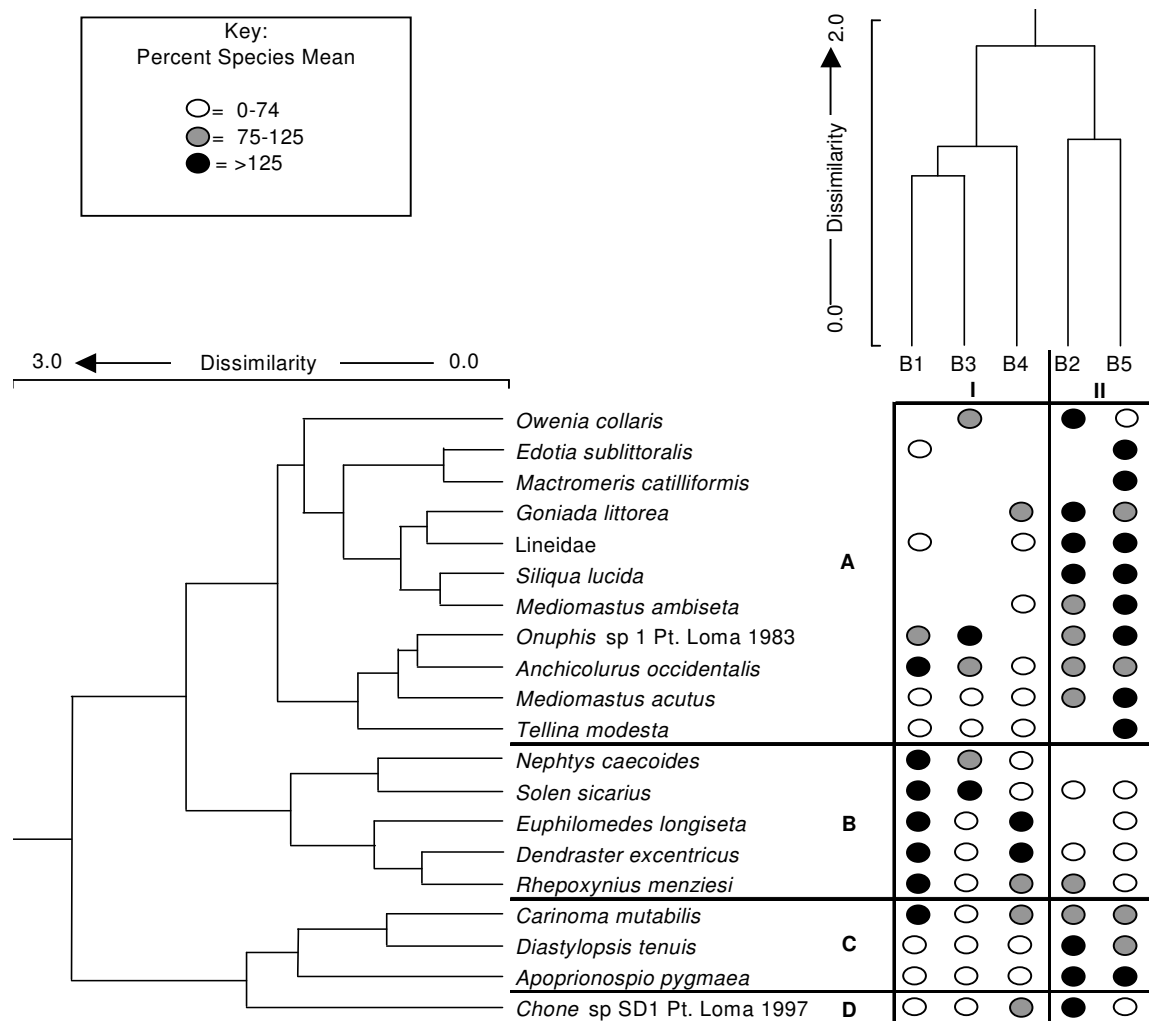 Key:
Percent Species Mean
= 0-74
= 75-125
= >125
0.0 Dissimilarity 2.0
3.0 Dissimilarity 0.0
B1 B3 B4 B2 B5
I II
Owenia collaris
Edotia sublittoralis
Mactromeris catilliformis
Goniada littorea
Lineidae
A
Siliqua lucida
Mediomastus ambiseta
Onuphis sp 1 Pt. Loma 1983
Anchicolurus occidentalis
Mediomastus acutus
Tellina modesta
Nephtys caecoides
Solen sicarius
Euphilomedes longiseta B
Dendraster excentricus
Rhepoxynius menziesi
Carinoma mutabilis
Diastylopsis tenuis C
Apoprionospio pygmaea
Chone sp SD1 Pt. Loma 1997 D